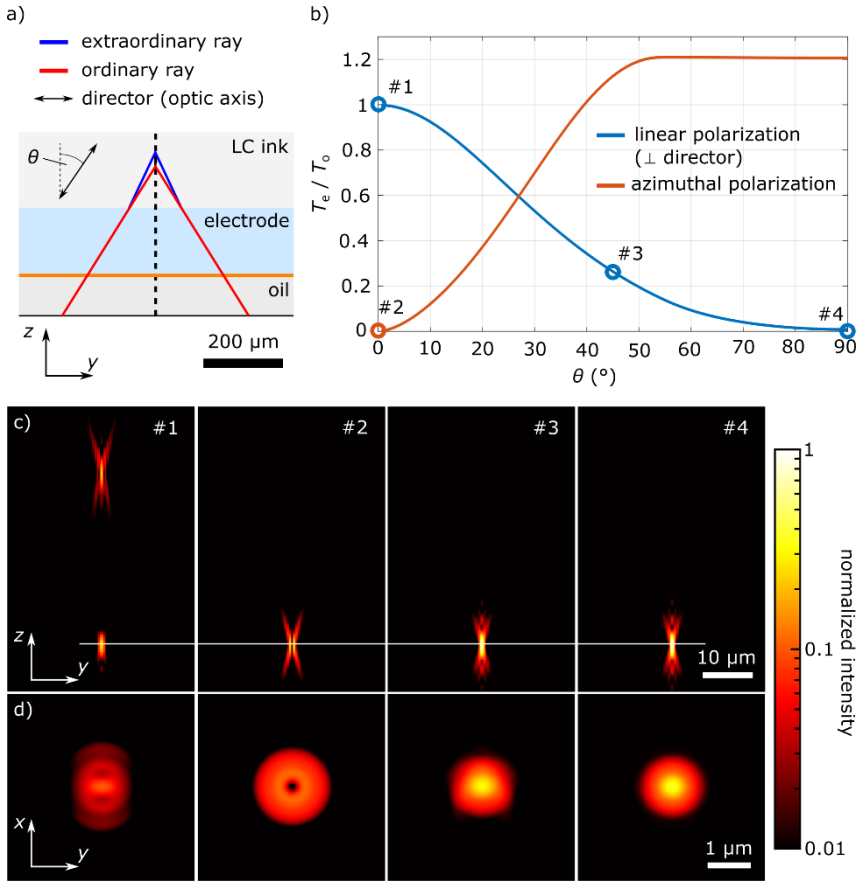 a)
extraordinary ray
ordinary ray
director (optic axis)
θ
LC ink
electrode
oil
z
y
200 μm
b)
1.2
1
0.8
0.6
0.4
0.2
0
Te / To
#1
#2
#3
#4
linear polarization
(⊥ director)
azimuthal polarization
0 10 20 30 40 50 60 70 80 90
θ (°)
c)
#1 #2 #3 #4
z
y
10 μm
d)
x
y
1 μm
1
0.1
0.01
normalized intensity